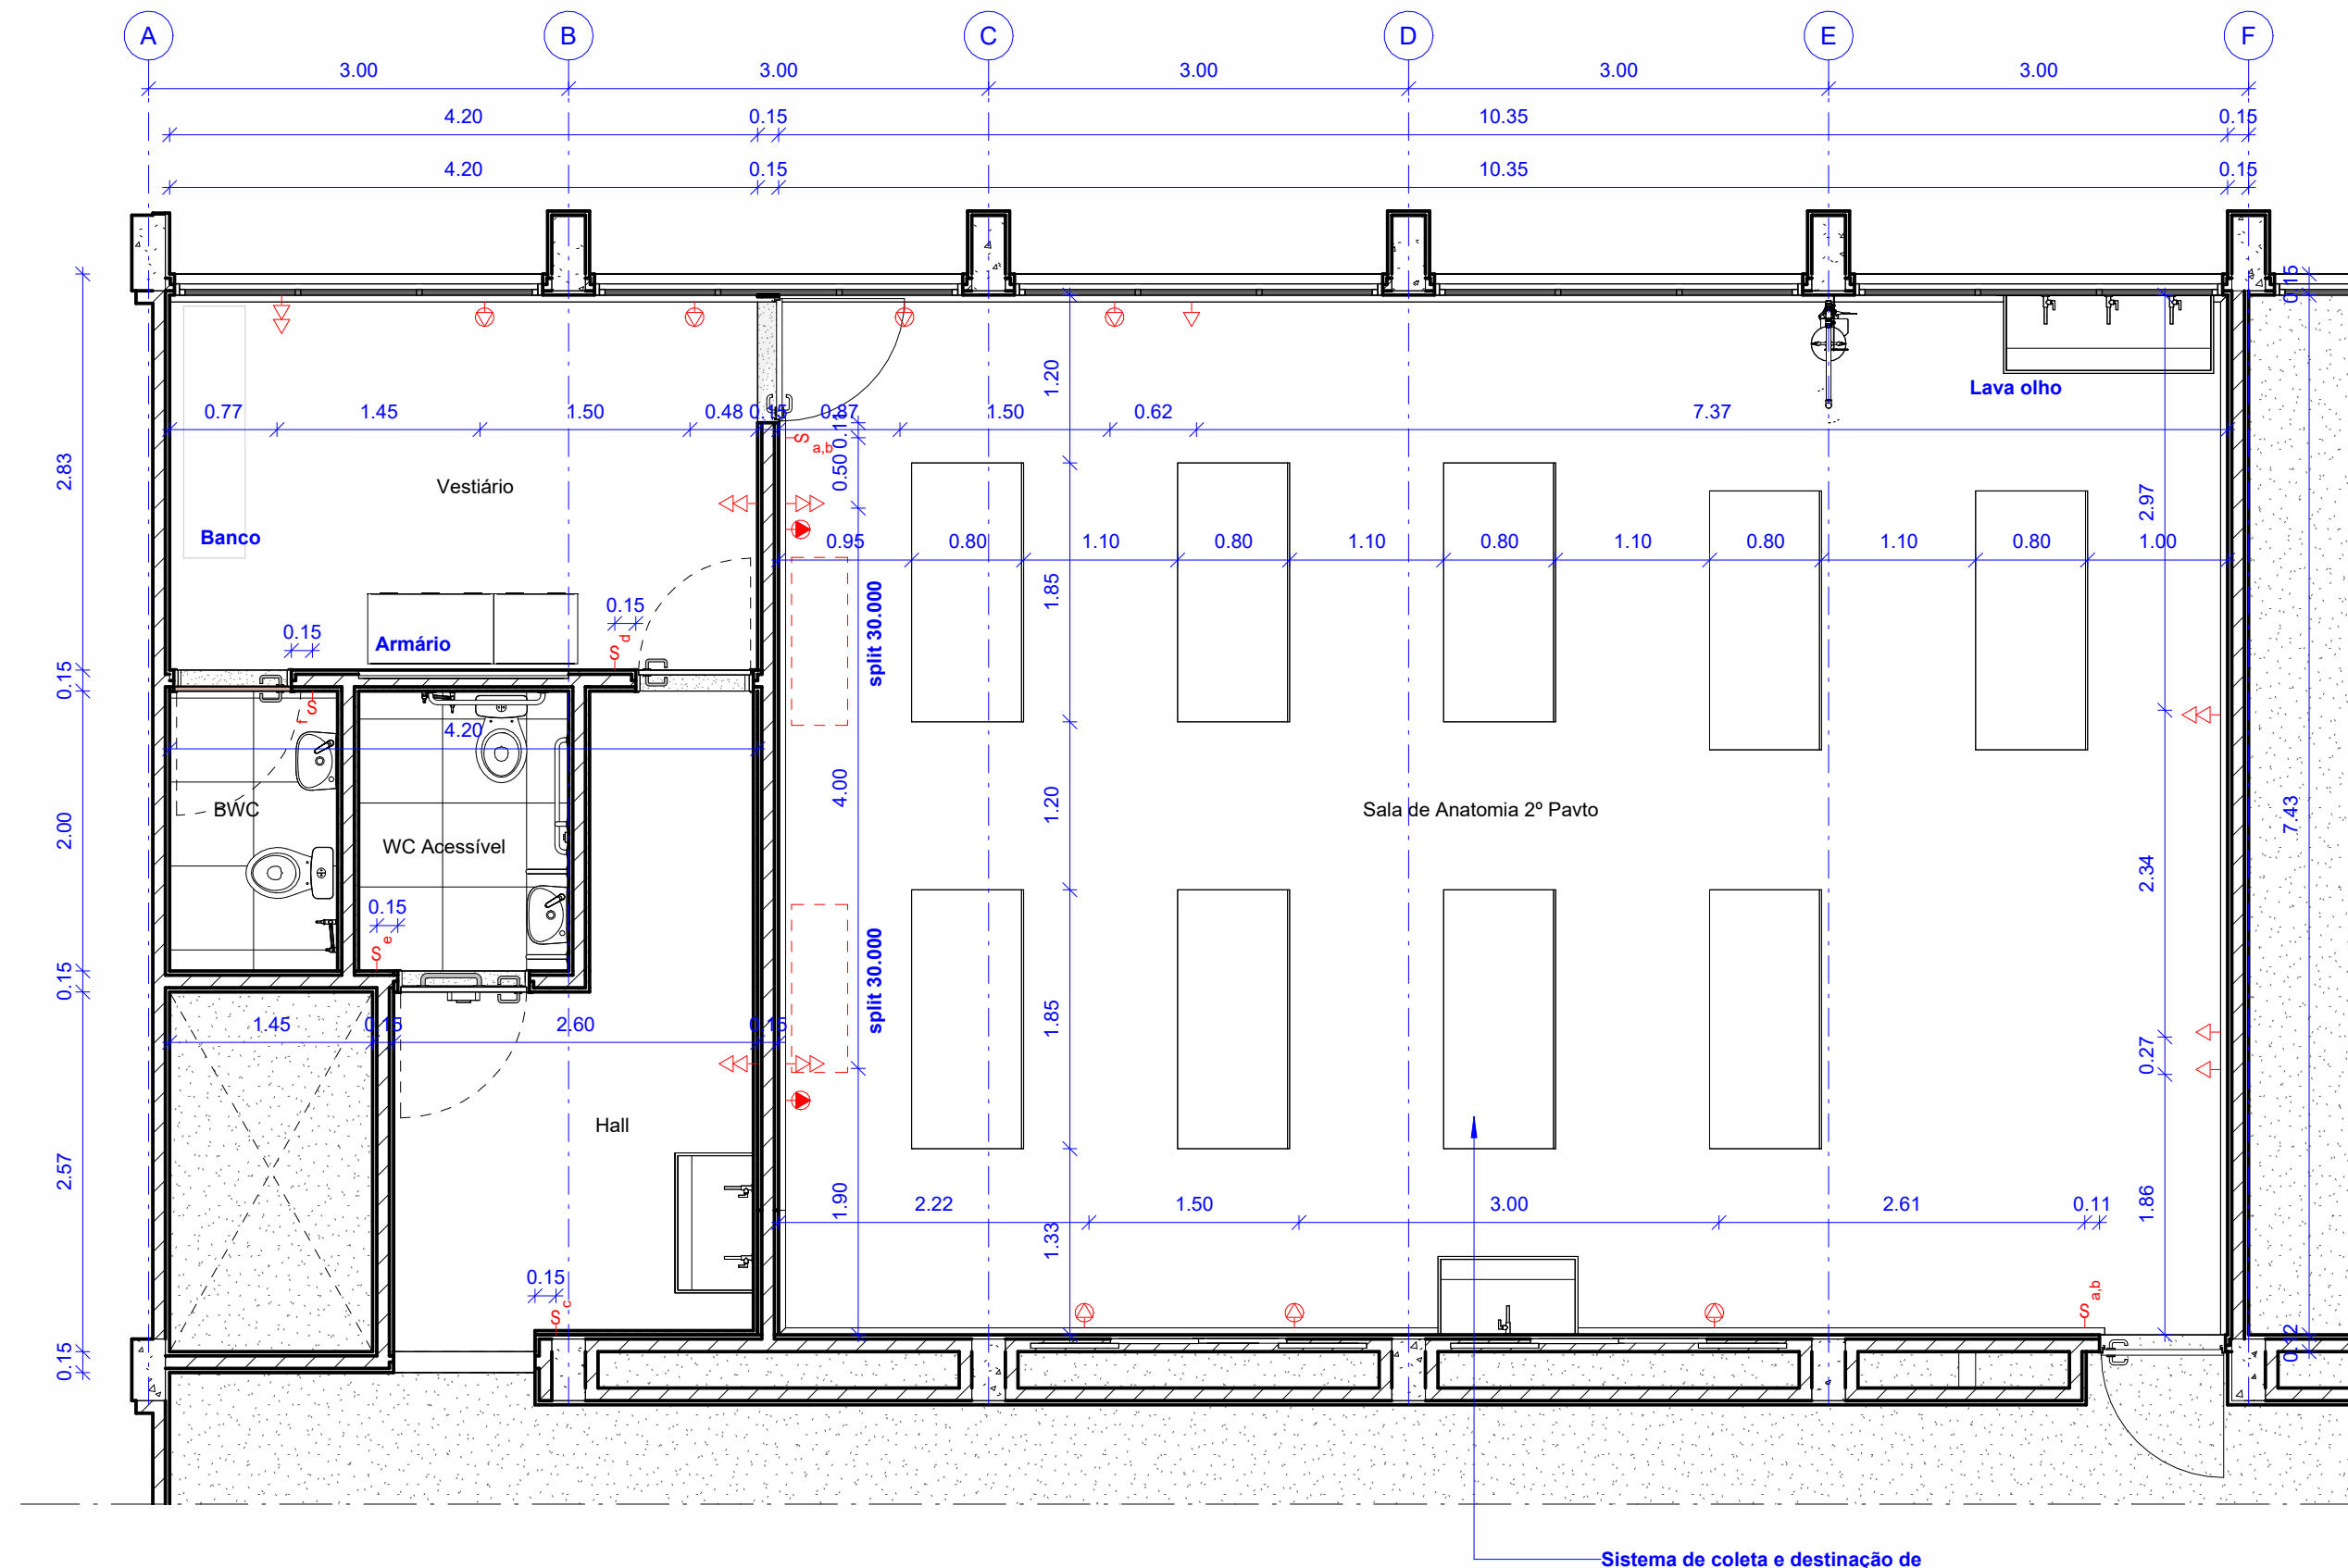 A B C D E F
3.00 3.00 3.00 3.00 3.00
4.20 0.15 10.35 0.15
4.20 0.15 10.35 0.15
0.15
1.20
Lava olho
0.77 1.45 1.50 0.48 0.15 0.87 1.50 0.62 7.37
0.11
S a,b
0.50
2.83
Vestiário
2.97
Banco
0.95 0.80 1.10 0.80 1.10 0.80 1.10 0.80 1.10 0.80 1.00
1.85
split 30.000
0.15
0.15
Armário
S d
0.15
S f
4.20
4.00
1.20
BWC
Sala de Anatomia 2º Pavto
7.43
2.00
WC Acessível
2.34
0.15
S e
split 30.000
0.15
1.45 0.15 2.60 0.15
1.85
0.27
Hall
2.57
1.90
2.22 1.50 3.00 2.61 0.11
1.86
1.33
0.15
S c
S a,b
0.15
0.12
Sistema de coleta e destinação de